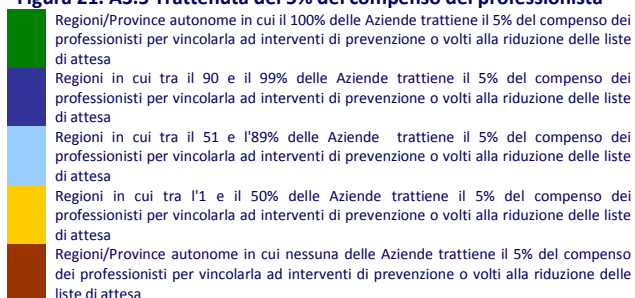 Figura 21: A3.5 Trattenuta del 5% del compenso del professionista
Regioni/Province autonome in cui il 100% delle Aziende trattiene il 5% del compenso dei
professionisti per vincolarla ad interventi di prevenzione o volti alla riduzione delle liste
di attesa
Regioni in cui tra il 90 e il 99% delle Aziende trattiene il 5% del compenso dei
professionisti per vincolarla ad interventi di prevenzione o volti alla riduzione delle liste
di attesa
Regioni in cui tra il 51 e l'89% delle Aziende trattiene il 5% del compenso dei
professionisti per vincolarla ad interventi di prevenzione o volti alla riduzione delle liste
di attesa
Regioni in cui tra l'1 e il 50% delle Aziende trattiene il 5% del compenso dei
professionisti per vincolarla ad interventi di prevenzione o volti alla riduzione delle liste
di attesa
Regioni/Province autonome in cui nessuna delle Aziende trattiene il 5% del compenso
dei professionisti per vincolarla ad interventi di prevenzione o volti alla riduzione delle
liste di attesa